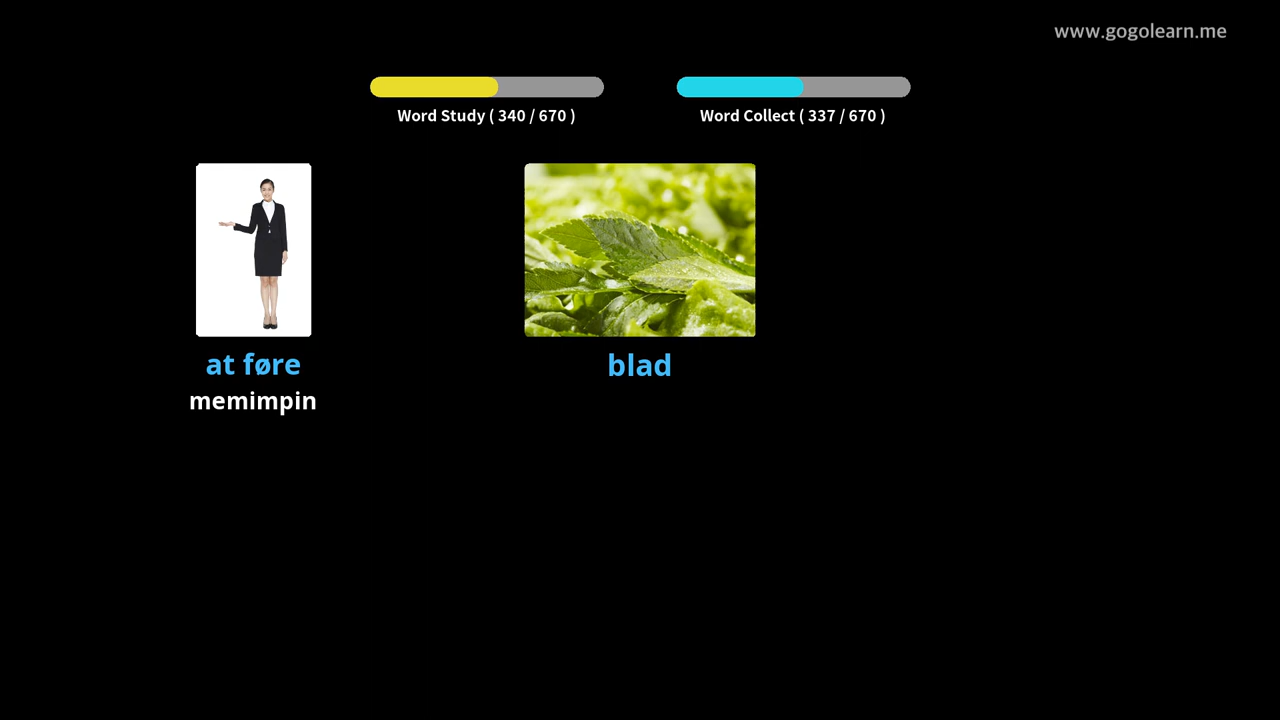 www.gogolearn.me
Word Study ( 340 / 670 )
Word Collect ( 337 / 670 )
at føre
memimpin
blad